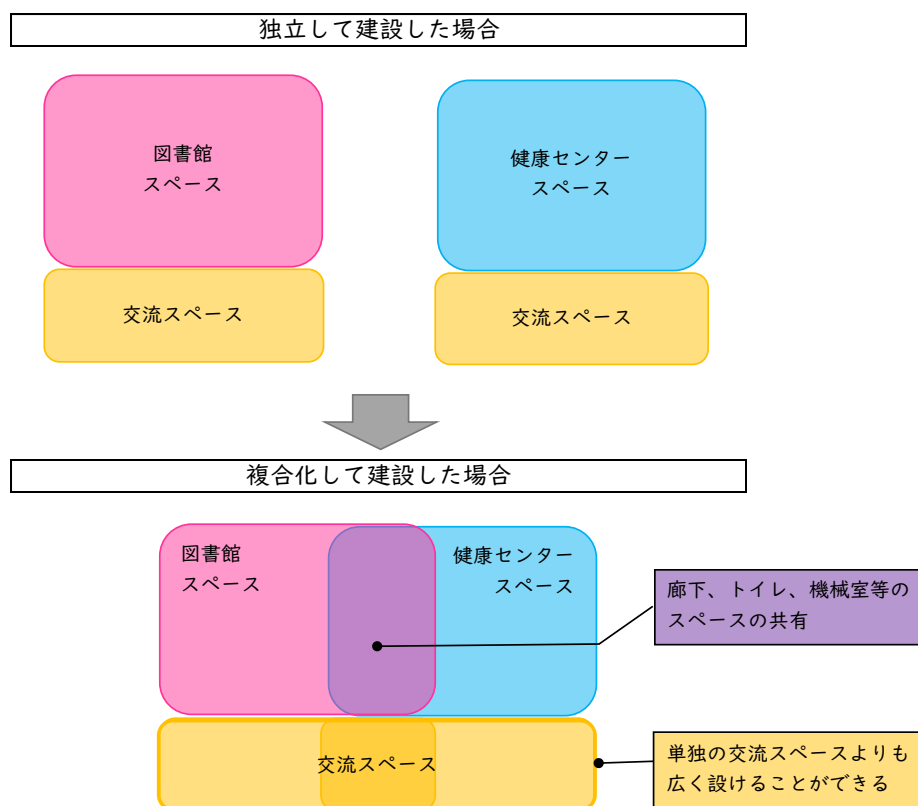 独立して建設した場合
図書館
スペース
健康センター
スペース
交流スペース
交流スペース
複合化して建設した場合
図書館
スペース
健康センター
スペース
廊下、トイレ、機械室等の
スペースの共有
交流スペース
単独の交流スペースよりも
広く設けることができる